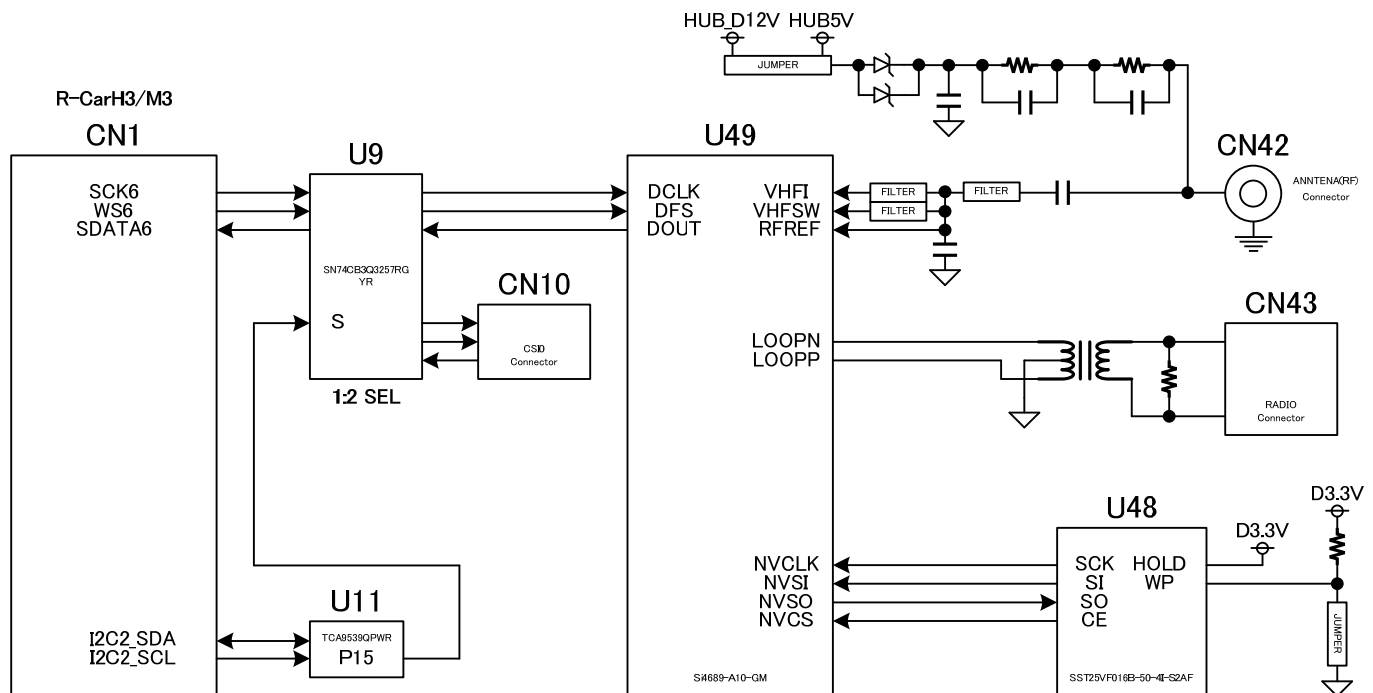 HUB_D12V HUB5V
JUMPER
R-CarH3/M3
CN1
SCK6
WS6
SDATA6
I2C2_SDA
I2C2_SCL
U9
SN74CB3Q3257RG
YR
S
1:2 SEL
CN10
CSI0
Connector
U11
TCA9539QPWR
P15
U49
DCLK
DFS
DOUT
VHFI
VHFSW
RFREF
LOOPN
LOOPP
NVCLK
NVSI
NVSO
NVCS
Si4689-A10-GM
FILTER
FILTER
FILTER
CN42
ANNTENA(RF)
Connector
CN43
RADIO
Connector
U48
SCK HOLD
SI WP
SO
CE
SST25VF016B-50-4I-S2AF
D3.3V
D3.3V
JUMPER